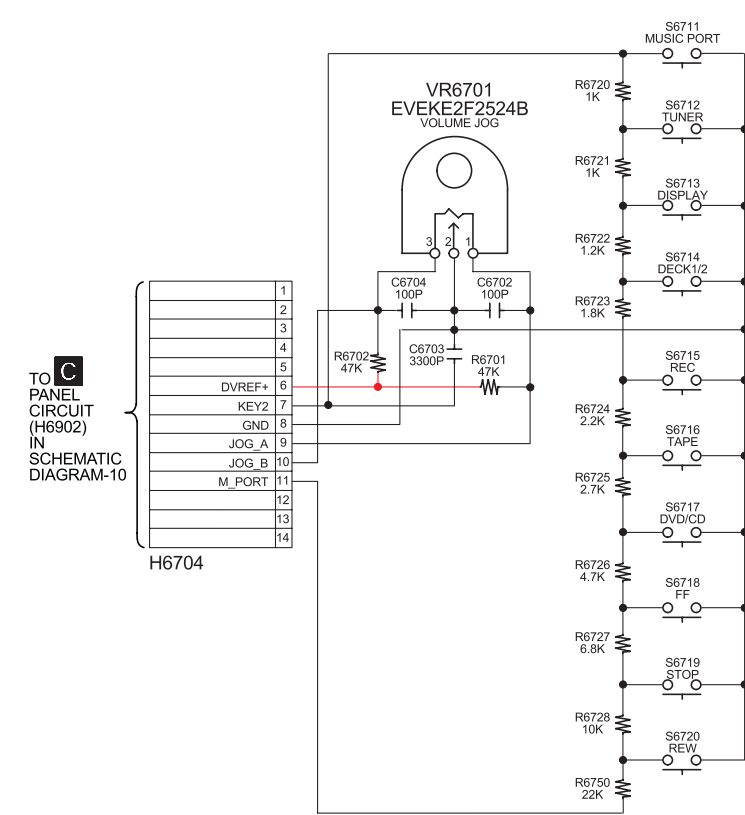 S6711
MUSIC PORT
R6720
1K
VR6701
EVEKE2F2524B
VOLUME JOG
S6712
TUNER
R6721
1K
S6713
DISPLAY
3 2 1
R6722
1.2K
S6714
DECK1/2
C6704
100P
C6702
100P
R6723
1.8K
1
2
3
4
5
DVREF+ 6
KEY2 7
GND 8
JOG_A 9
JOG_B 10
M_PORT 11
12
13
14
H6704
R6702
47K
C6703
3300P
R6701
47K
TO C
PANEL
CIRCUIT
(H6902)
IN
SCHEMATIC
DIAGRAM-10
S6715
REC
R6724
2.2K
S6716
TAPE
R6725
2.7K
S6717
DVD/CD
R6726
4.7K
S6718
FF
R6727
6.8K
S6719
STOP
R6728
10K
S6720
REW
R6750
22K